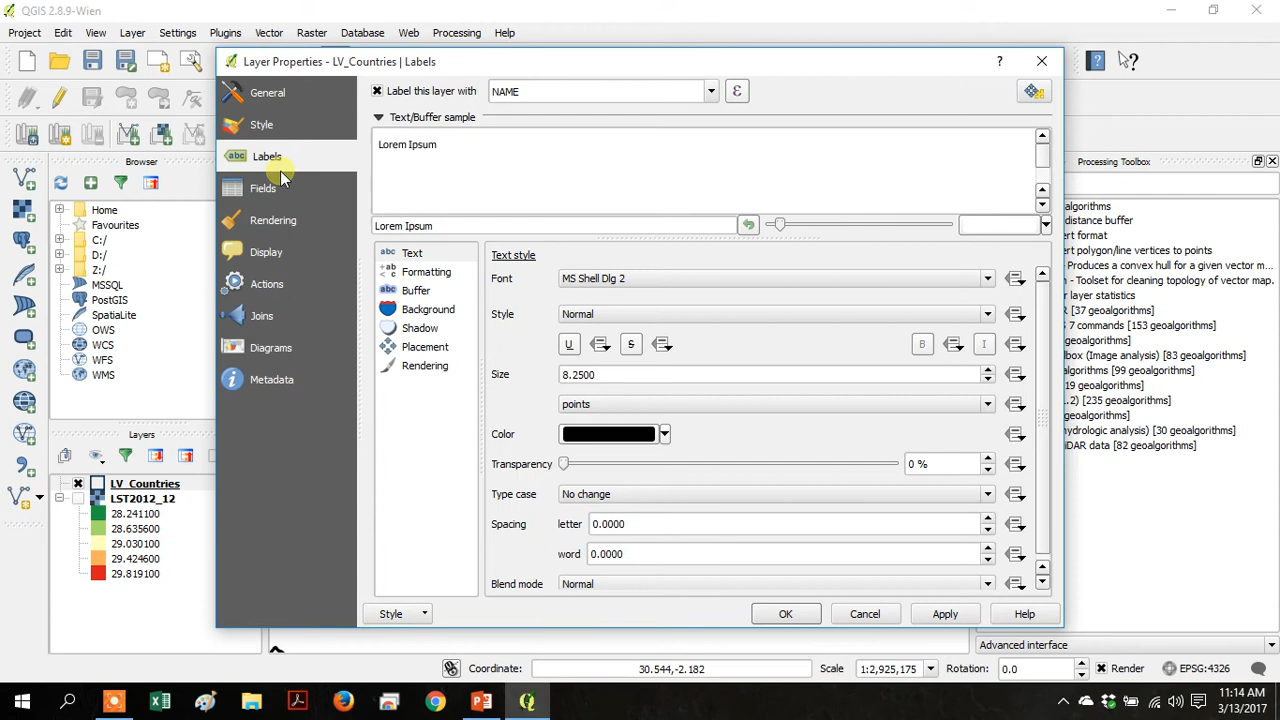 QGIS 2.8.9-Wien
Project Edit View Layer Settings Plugins Vector Raster Database Web Processing Help
Layer Properties - LV_Countries | Labels
General
Style
Labels
Fields
Rendering
Display
Actions
Joins
Diagrams
Metadata
Label this layer with NAME ε
Text/Buffer sample
Lorem Ipsum
Lorem Ipsum
Text
Formatting
Buffer
Background
Shadow
Placement
Rendering
Text style
Font MS Shell Dlg 2
Style Normal
U S B I
Size 8.2500
points
Color
Transparency 0 %
Type case No change
Spacing letter 0.0000
word 0.0000
Blend mode Normal
Style OK Cancel Apply Help
Browser
Home
Favourites
C:/
D:/
Z:/
MSSQL
PostGIS
SpatiaLite
OWS
WCS
WFS
WMS
Layers
LV_Countries
LST2012_12
28.241100
28.635600
29.030100
29.424600
29.819100
Processing Toolbox
algorithms
distance buffer
ert format
ert polygon/line vertices to points
- Produces a convex hull for a given vector m...
n - Toolset for cleaning topology of vector map.
er layer statistics
R [37 geoalgorithms]
S 7 commands [153 geoalgorithms]
box (Image analysis) [83 geoalgorithms]
geoalgorithms]
[99 geoalgorithms]
19 geoalgorithms]
.2) [235 geoalgorithms]
geoalgorithms]
hydrologic analysis) [30 geoalgorithms]
iDAR data [82 geoalgorithms]
Advanced interface
Coordinate: 30.544,-2.182 Scale 1:2,925,175 Rotation: 0.0 Render EPSG:4326
11:14 AM
3/13/2017